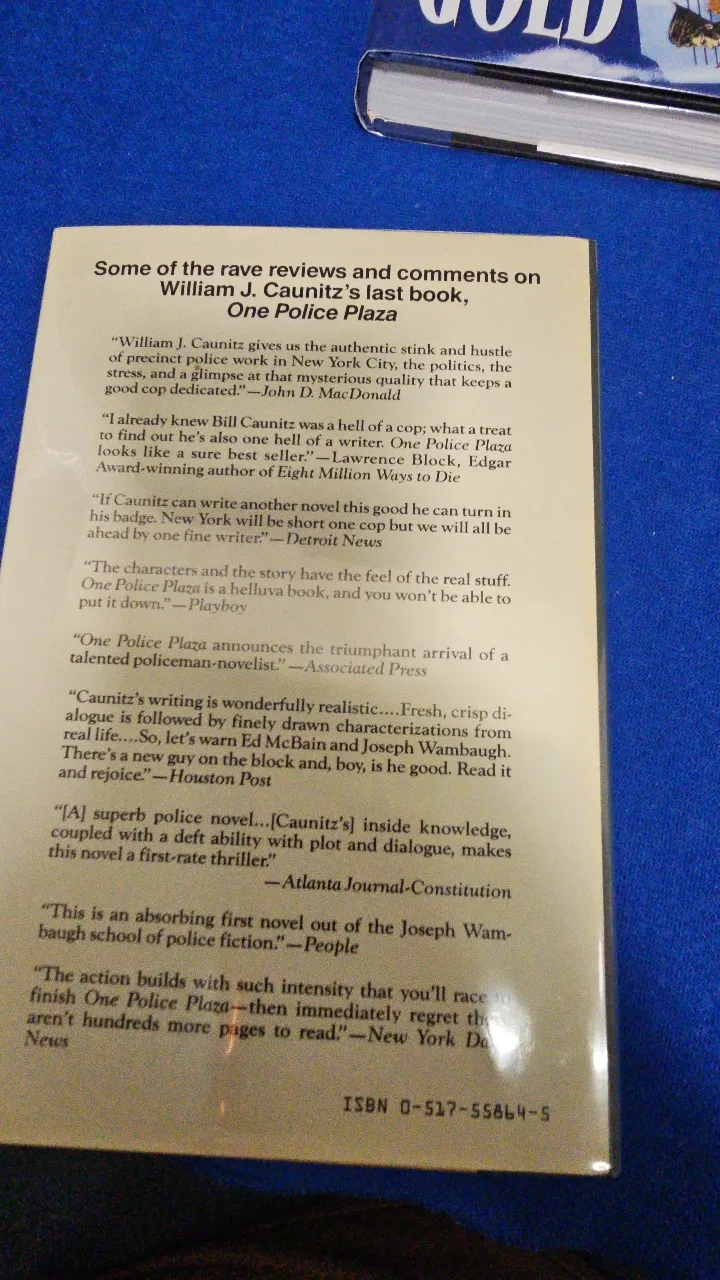 GOLD
Some of the rave reviews and comments on
William J. Caunitz's last book,
One Police Plaza
“William J. Caunitz gives us the authentic stink and hustle
of precinct police work in New York City, the politics, the
stress, and a glimpse at that mysterious quality that keeps a
good cop dedicated.”—John D. MacDonald
“I already knew Bill Caunitz was a hell of a cop; what a treat
to find out he's also one hell of a writer. One Police Plaza
looks like a sure best seller.”—Lawrence Block, Edgar
Award-winning author of Eight Million Ways to Die
“If Caunitz can write another novel this good he can turn in
his badge. New York will be short one cop but we will all be
ahead by one fine writer.”—Detroit News
“The characters and the story have the feel of the real stuff.
One Police Plaza is a helluva book, and you won't be able to
put it down.”—Playboy
“One Police Plaza announces the triumphant arrival of a
talented policeman-novelist.” —Associated Press
“Caunitz's writing is wonderfully realistic....Fresh, crisp di-
alogue is followed by finely drawn characterizations from
real life....So, let's warn Ed McBain and Joseph Wambaugh.
There's a new guy on the block and, boy, is he good. Read it
and rejoice.”—Houston Post
“[A] superb police novel...[Caunitz's] inside knowledge,
coupled with a deft ability with plot and dialogue, makes
this novel a first-rate thriller.”
—Atlanta Journal-Constitution
“This is an absorbing first novel out of the Joseph Wam-
baugh school of police fiction.”—People
“The action builds with such intensity that you'll race to
finish One Police Plaza—then immediately regret
aren't hundreds more pages to read.”—New York
News
ISBN 0-517-55864-5